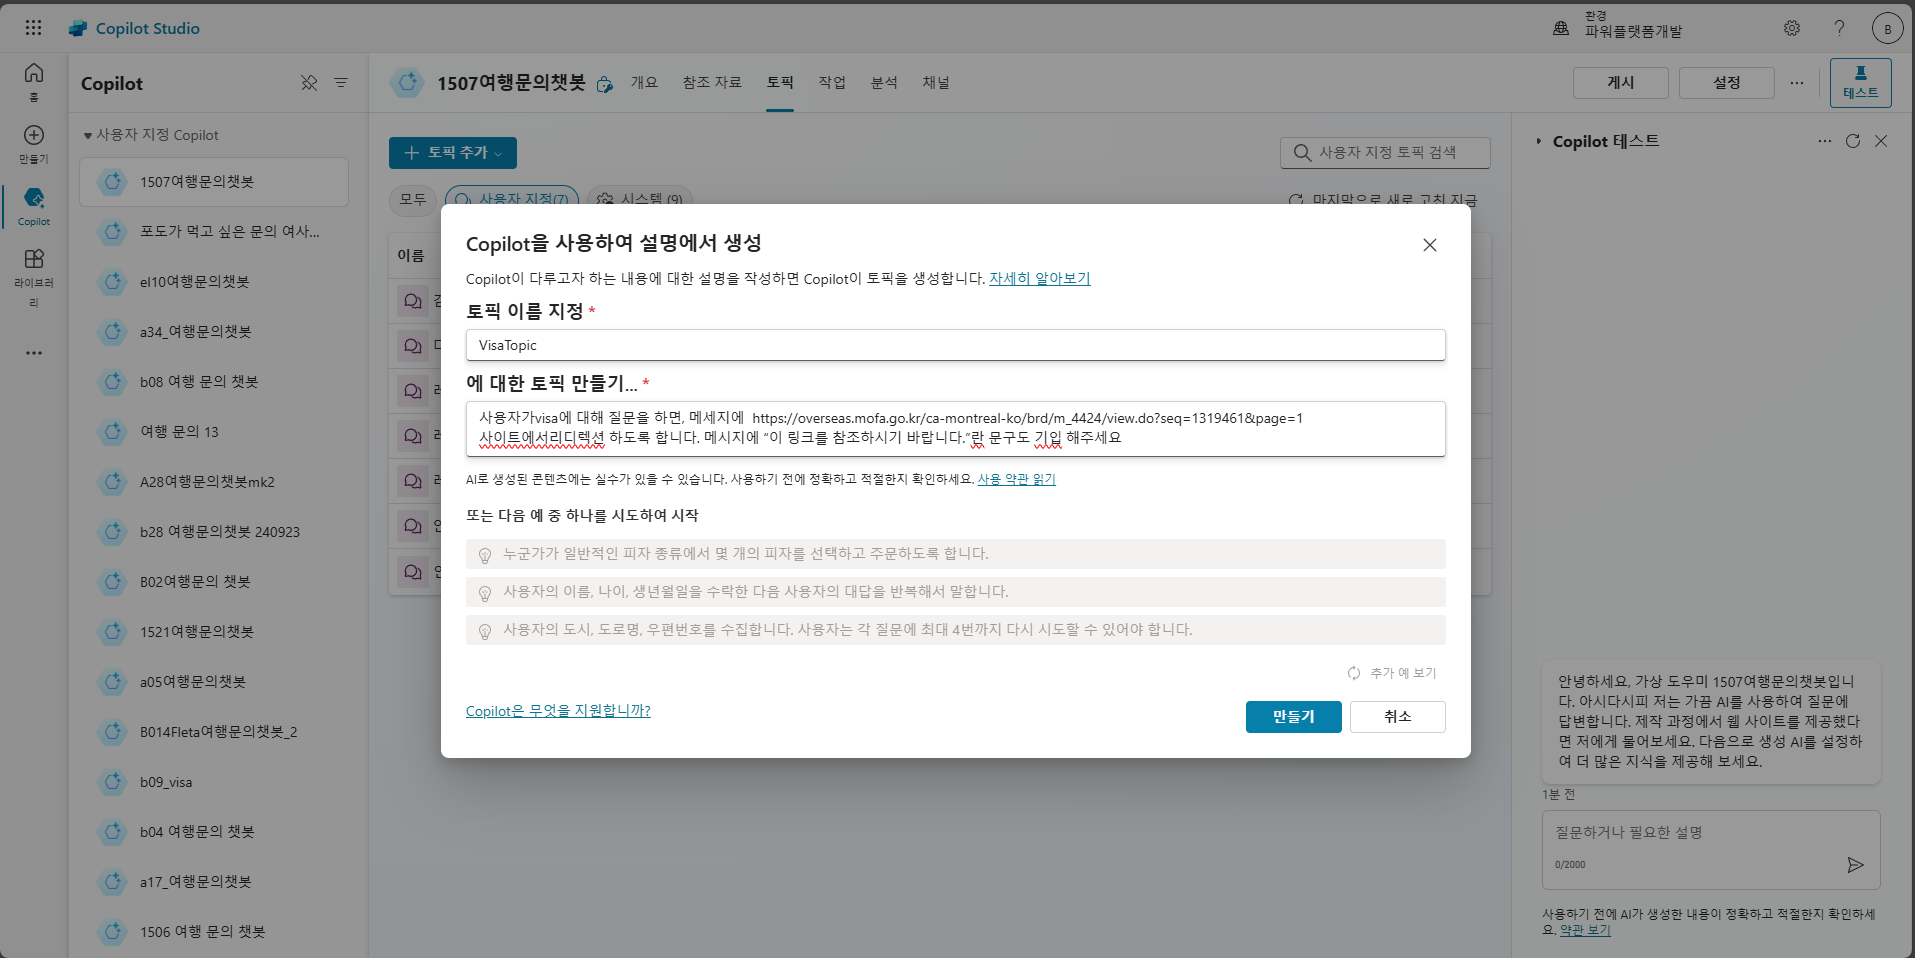 Copilot Studio
환경
파워플랫폼개발
B
홈
만들기
Copilot
라이브러
리
Copilot
사용자 지정 Copilot
1507여행문의챗봇
포도가 먹고 싶은 문의 여사...
el10여행문의챗봇
a34_여행문의챗봇
b08 여행 문의 챗봇
여행 문의 13
A28여행문의챗봇mk2
b28 여행문의챗봇 240923
B02여행문의 챗봇
1521여행문의챗봇
a05여행문의챗봇
B014Fleta여행문의챗봇_2
b09_visa
b04 여행문의 챗봇
a17_여행문의챗봇
1506 여행 문의 챗봇
1507여행문의챗봇 개요 참조 자료 토픽 작업 분석 채널
게시 설정 테스트
토픽 추가
사용자 지정 토픽 검색
모두 사용자 지정(7) 시스템 (9)
마지막으로 새로 고친 지금
이름
Copilot을 사용하여 설명에서 생성
Copilot이 다루고자 하는 내용에 대한 설명을 작성하면 Copilot이 토픽을 생성합니다. 자세히 알아보기
토픽 이름 지정 *
VisaTopic
에 대한 토픽 만들기... *
사용자가visa에 대해 질문을 하면, 메세지에  https://overseas.mofa.go.kr/ca-montreal-ko/brd/m_4424/view.do?seq=1319461&page=1
사이트에서리디렉션 하도록 합니다. 메시지에 “이 링크를 참조하시기 바랍니다.”란 문구도 기입 해주세요
AI로 생성된 콘텐츠에는 실수가 있을 수 있습니다. 사용하기 전에 정확하고 적절한지 확인하세요. 사용 약관 읽기
또는 다음 예 중 하나를 시도하여 시작
누군가가 일반적인 피자 종류에서 몇 개의 피자를 선택하고 주문하도록 합니다.
사용자의 이름, 나이, 생년월일을 수락한 다음 사용자의 대답을 반복해서 말합니다.
사용자의 도시, 도로명, 우편번호를 수집합니다. 사용자는 각 질문에 최대 4번까지 다시 시도할 수 있어야 합니다.
추가 예 보기
Copilot은 무엇을 지원합니까?
만들기 취소
Copilot 테스트
안녕하세요, 가상 도우미 1507여행문의챗봇입니
다. 아시다시피 저는 가끔 AI를 사용하여 질문에
답변합니다. 제작 과정에서 웹 사이트를 제공했다
면 저에게 물어보세요. 다음으로 생성 AI를 설정하
여 더 많은 지식을 제공해 보세요.
1분 전
질문하거나 필요한 설명
0/2000
사용하기 전에 AI가 생성한 내용이 정확하고 적절한지 확인하세
요. 약관 보기